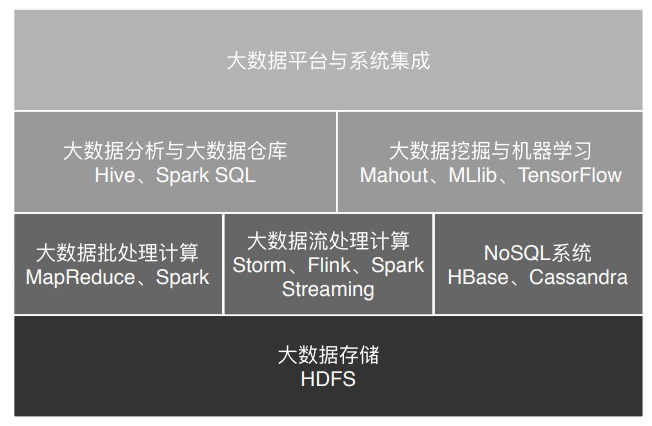 大数据平台与系统集成
大数据分析与大数据仓库
Hive、Spark SQL
大数据挖掘与机器学习
Mahout、MLlib、TensorFlow
大数据批处理计算
MapReduce、Spark
大数据流处理计算
Storm、Flink、Spark
Streaming
NoSQL系统
HBase、Cassandra
大数据存储
HDFS